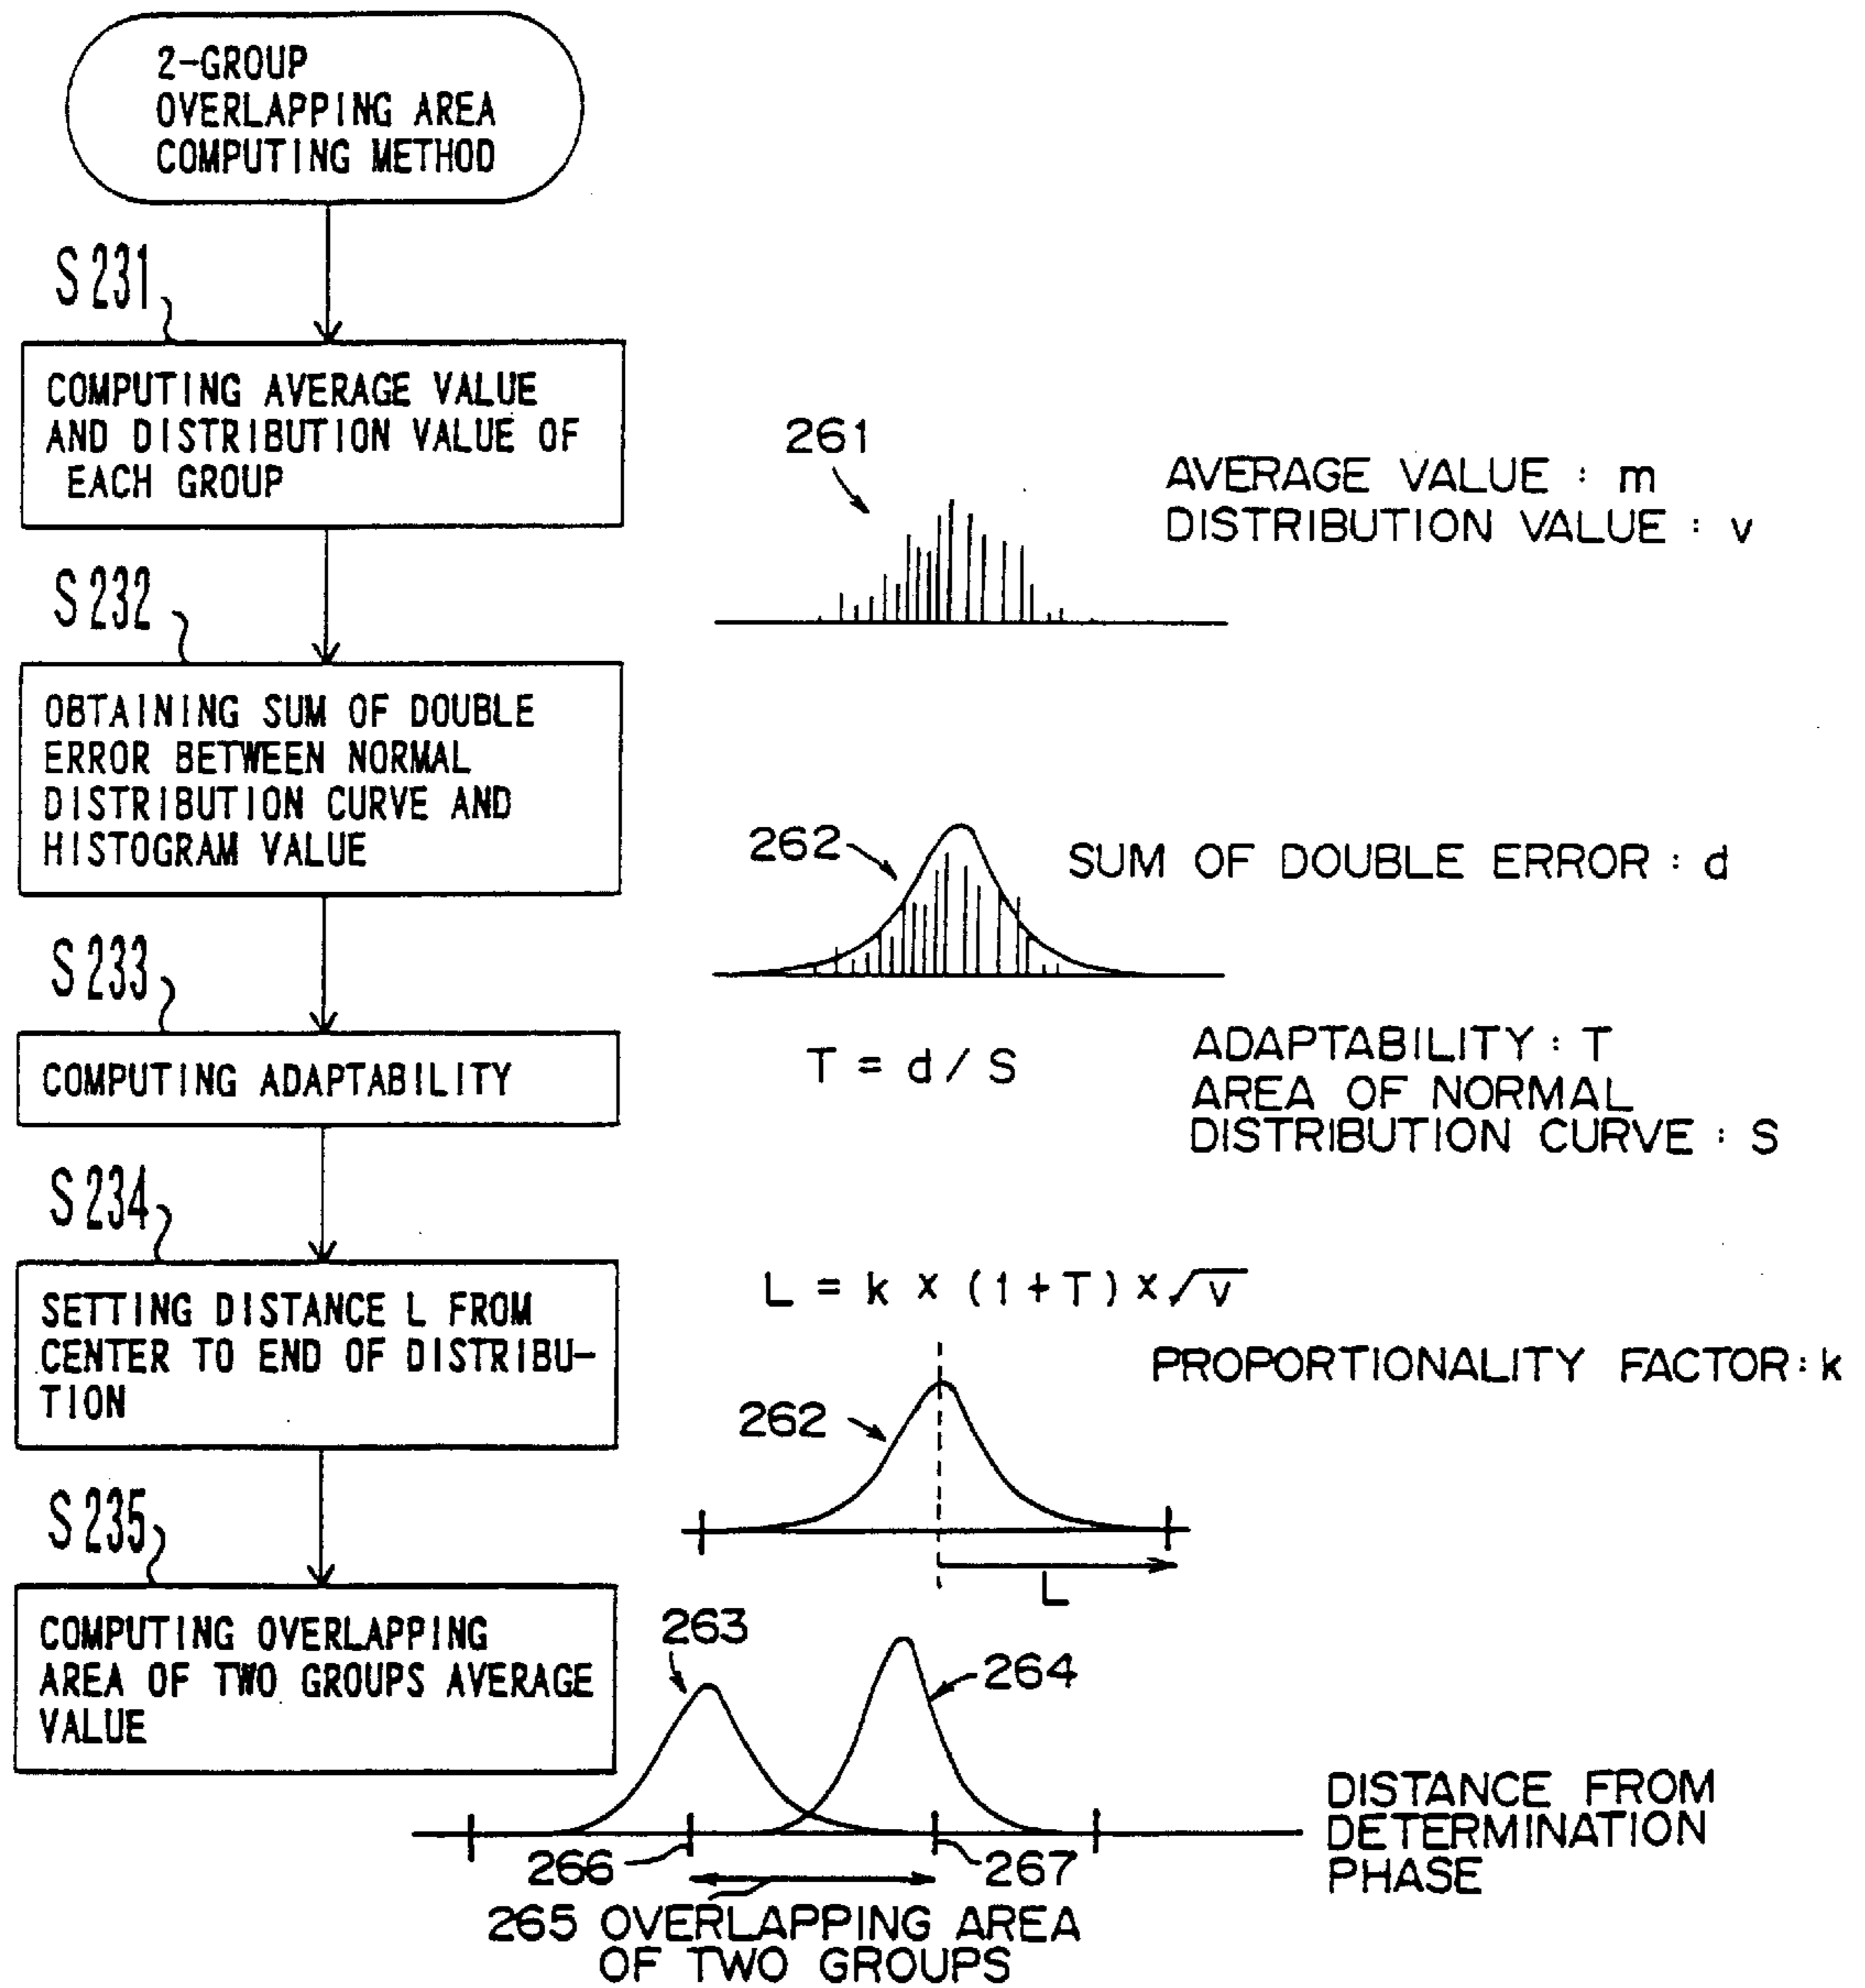 2-GROUP
OVERLAPPING AREA
COMPUTING METHOD
S231
COMPUTING AVERAGE VALUE
AND DISTRIBUTION VALUE OF
EACH GROUP
261
AVERAGE VALUE : m
DISTRIBUTION VALUE : v
S232
OBTAINING SUM OF DOUBLE
ERROR BETWEEN NORMAL
DISTRIBUTION CURVE AND
HISTOGRAM VALUE
262
SUM OF DOUBLE ERROR : d
S233
COMPUTING ADAPTABILITY
T = d / S
ADAPTABILITY : T
AREA OF NORMAL
DISTRIBUTION CURVE : S
S234
SETTING DISTANCE L FROM
CENTER TO END OF DISTRIBU-
TION
L = k x (1+T) x √v
PROPORTIONALITY FACTOR : k
262
L
S235
COMPUTING OVERLAPPING
AREA OF TWO GROUPS AVERAGE
VALUE
263
264
266
267
265 OVERLAPPING AREA
OF TWO GROUPS
DISTANCE FROM
DETERMINATION
PHASE